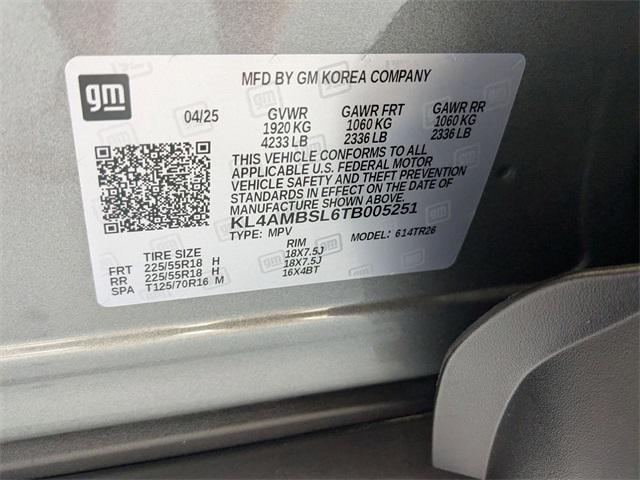 gm
MFD BY GM KOREA COMPANY
04/25 GVWR GAWR FRT GAWR RR
1920 KG 1060 KG 1060 KG
4233 LB 2336 LB 2336 LB
THIS VEHICLE CONFORMS TO ALL
APPLICABLE U.S. FEDERAL MOTOR
VEHICLE SAFETY AND THEFT PREVENTION
STANDARDS IN EFFECT ON THE DATE OF
MANUFACTURE SHOWN ABOVE.
KL4AMBSL6TB005251
TYPE: MPV MODEL: 614TR26
TIRE SIZE RIM
FRT 225/55R18 H 18X7.5J
RR 225/55R18 H 18X7.5J
SPA T125/70R16 M 16X4BT